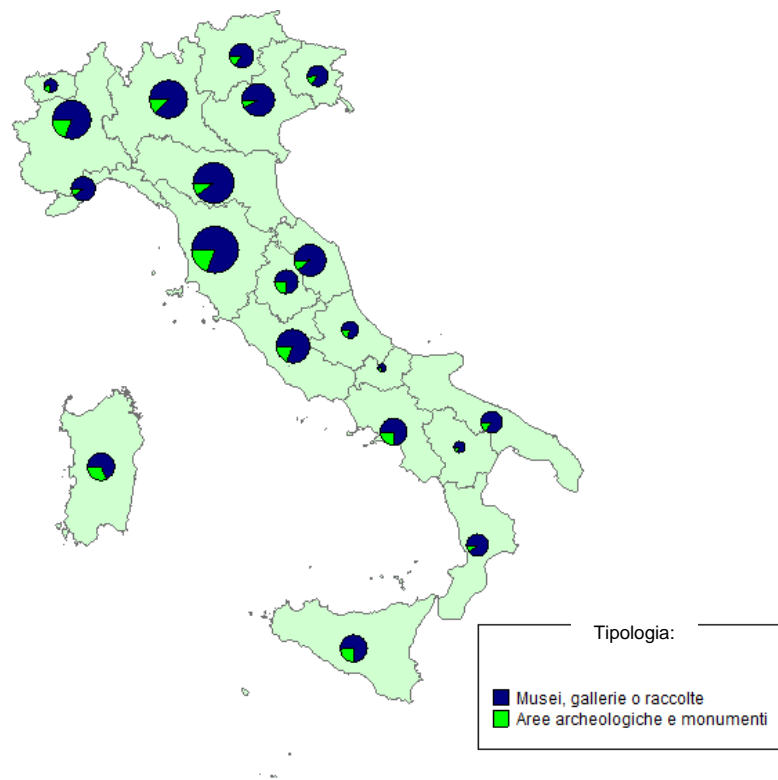 Tipologia:
Musei, gallerie o raccolte
Aree archeologiche e monumenti